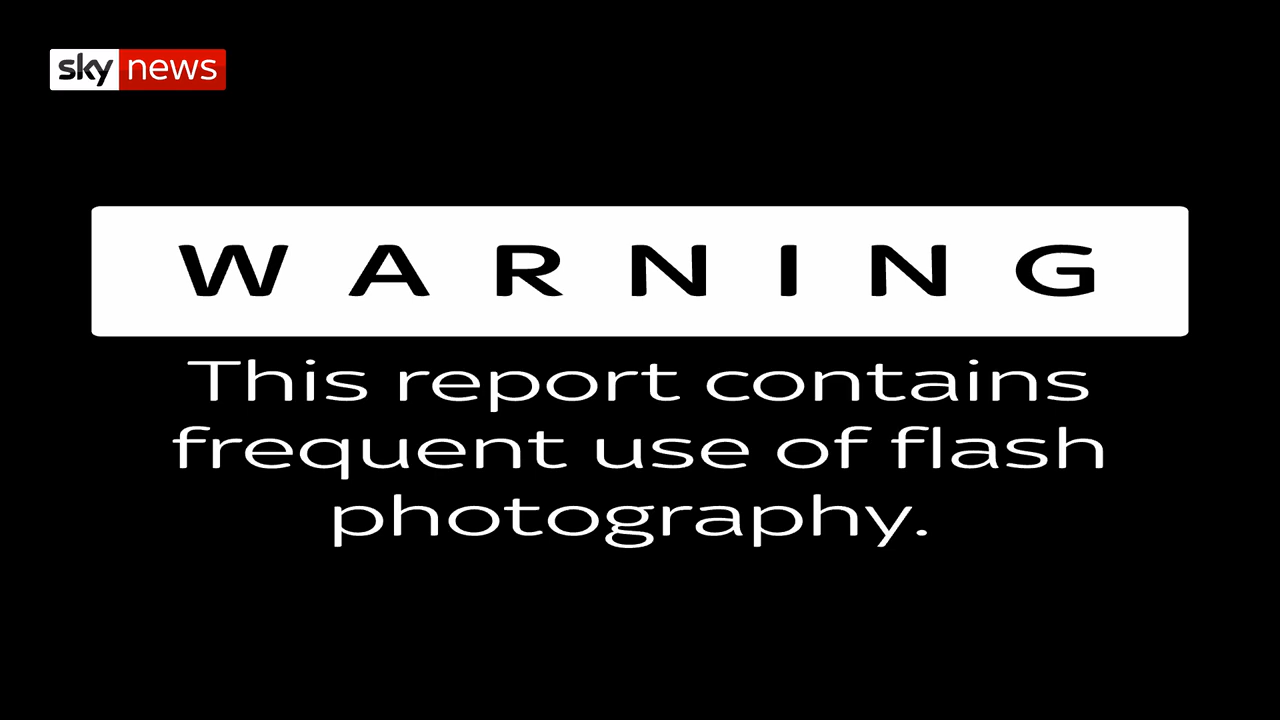 sky news
WARNING
This report contains
frequent use of flash
photography.